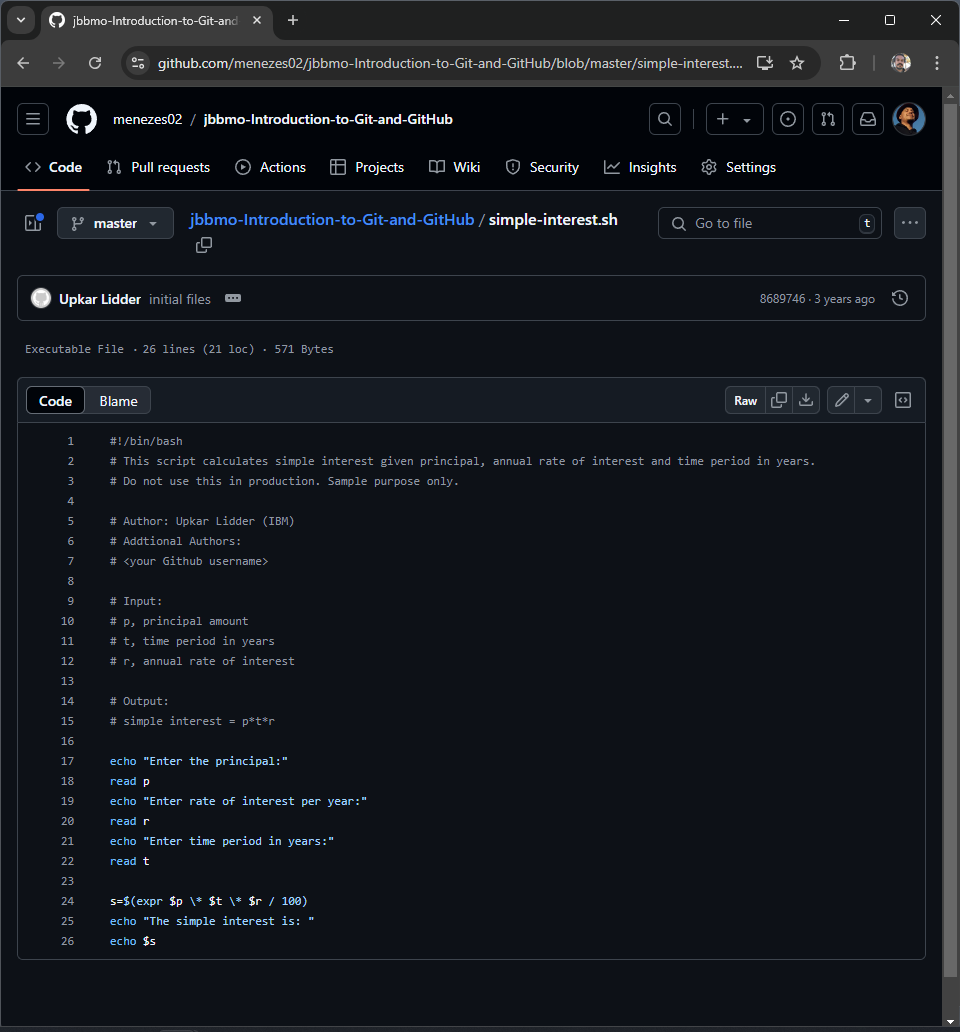 jbbmo-Introduction-to-Git-and
github.com/menezes02/jbbmo-Introduction-to-Git-and-GitHub/blob/master/simple-interest....
menezes02 / jbbmo-Introduction-to-Git-and-GitHub
Code Pull requests Actions Projects Wiki Security Insights Settings
master jbbmo-Introduction-to-Git-and-GitHub / simple-interest.sh Go to file t
Upkar Lidder initial files 8689746 · 3 years ago
Executable File · 26 lines (21 loc) · 571 Bytes
Code Blame Raw
1 #!/bin/bash
2 # This script calculates simple interest given principal, annual rate of interest and time period in years.
3 # Do not use this in production. Sample purpose only.
4
5 # Author: Upkar Lidder (IBM)
6 # Addtional Authors:
7 # <your Github username>
8
9 # Input:
10 # p, principal amount
11 # t, time period in years
12 # r, annual rate of interest
13
14 # Output:
15 # simple interest = p*t*r
16
17 echo "Enter the principal:"
18 read p
19 echo "Enter rate of interest per year:"
20 read r
21 echo "Enter time period in years:"
22 read t
23
24 s=$(expr $p \* $t \* $r / 100)
25 echo "The simple interest is: "
26 echo $s